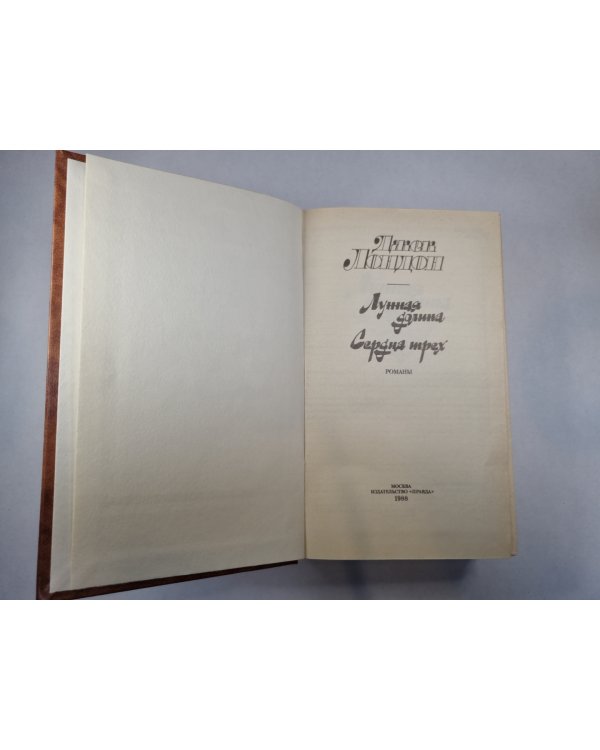 Джек
Лондон
Лунная
долина
Сердца трех
РОМАНЫ
МОСКВА
ИЗДАТЕЛЬСТВО «ПРАВДА»
1988